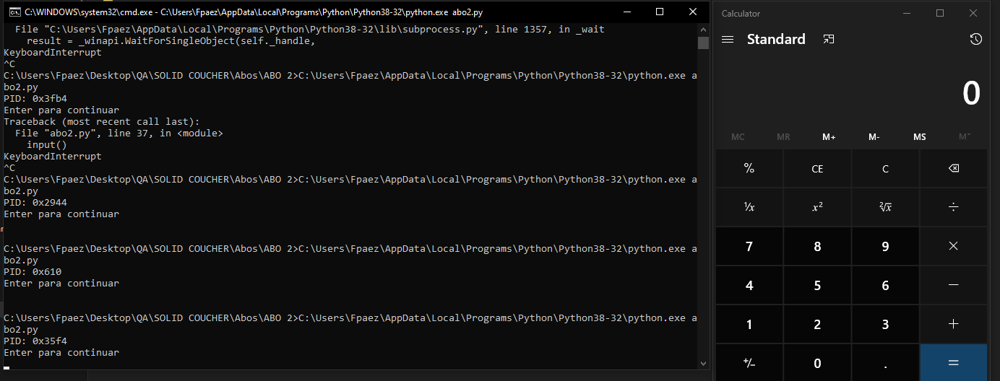 C:\WINDOWS\system32\cmd.exe - C:\Users\Fpaez\AppData\Local\Programs\Python\Python38-32\python.exe  abo2.py
  File "C:\Users\Fpaez\AppData\Local\Programs\Python\Python38-32\lib\subprocess.py", line 1357, in _wait
    result = _winapi.WaitForSingleObject(self._handle,
KeyboardInterrupt
^C
C:\Users\Fpaez\Desktop\QA\SOLID COUCHER\Abos\ABO 2>C:\Users\Fpaez\AppData\Local\Programs\Python\Python38-32\python.exe a
bo2.py
PID: 0x3fb4
Enter para continuar
Traceback (most recent call last):
  File "abo2.py", line 37, in <module>
    input()
KeyboardInterrupt
^C
C:\Users\Fpaez\Desktop\QA\SOLID COUCHER\Abos\ABO 2>C:\Users\Fpaez\AppData\Local\Programs\Python\Python38-32\python.exe a
bo2.py
PID: 0x2944
Enter para continuar
C:\Users\Fpaez\Desktop\QA\SOLID COUCHER\Abos\ABO 2>C:\Users\Fpaez\AppData\Local\Programs\Python\Python38-32\python.exe a
bo2.py
PID: 0x610
Enter para continuar
C:\Users\Fpaez\Desktop\QA\SOLID COUCHER\Abos\ABO 2>C:\Users\Fpaez\AppData\Local\Programs\Python\Python38-32\python.exe a
bo2.py
PID: 0x35f4
Enter para continuar
Calculator
Standard
0
MC MR M+ M- MS M˅
% CE C
¹/x x² ²√x ÷
7 8 9 ×
4 5 6 −
1 2 3 +
+/− 0 . =